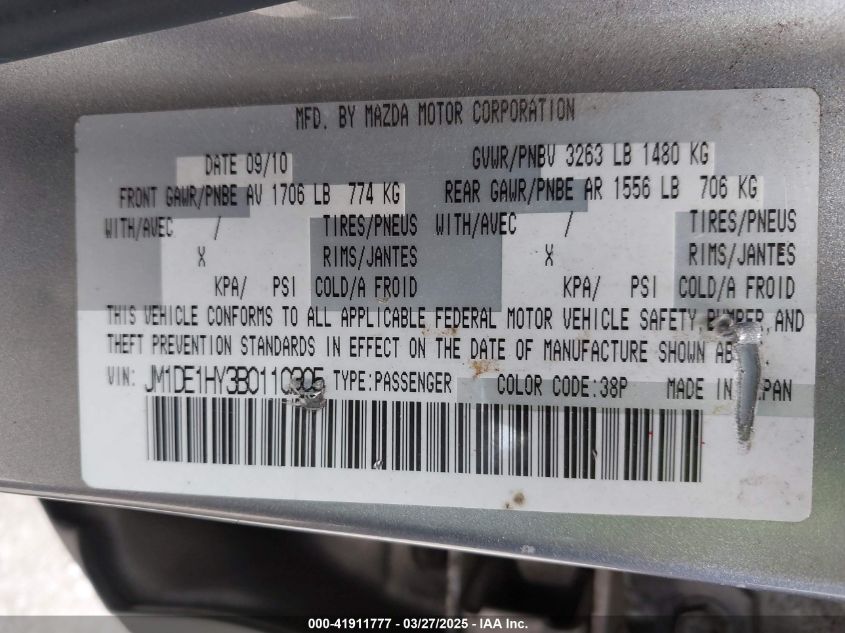 MFD. BY MAZDA MOTOR CORPORATION
DATE 09/10 GVWR/PNBV 3263 LB 1480 KG
FRONT GAWR/PNBE AV 1706 LB 774 KG REAR GAWR/PNBE AR 1556 LB 706 KG
WITH/AVEC / TIRES/PNEUS WITH/AVEC / TIRES/PNEUS
X RIMS/JANTES X RIMS/JANTES
KPA/ PSI COLD/A FROID KPA/ PSI COLD/A FROID
THIS VEHICLE CONFORMS TO ALL APPLICABLE FEDERAL MOTOR VEHICLE SAFETY, BUMPER, AND
THEFT PREVENTION STANDARDS IN EFFECT ON THE DATE OF MANUFACTURE SHOWN
VIN: TYPE:PASSENGER COLOR CODE:38P MADE IN
000-41911777 / 03/27/2025 - IAA Inc.